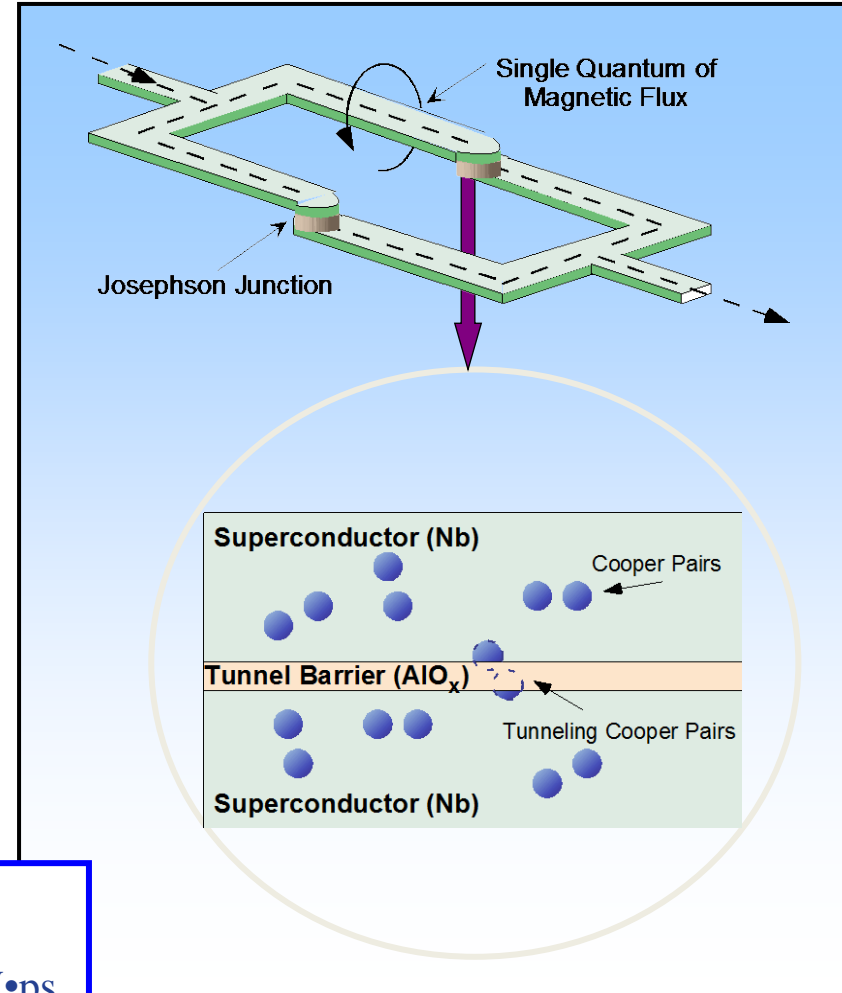 Single Quantum of
Magnetic Flux
Josephson Junction
Superconductor (Nb)
Cooper Pairs
Tunnel Barrier (AlOₓ)
Tunneling Cooper Pairs
Superconductor (Nb)
•ps